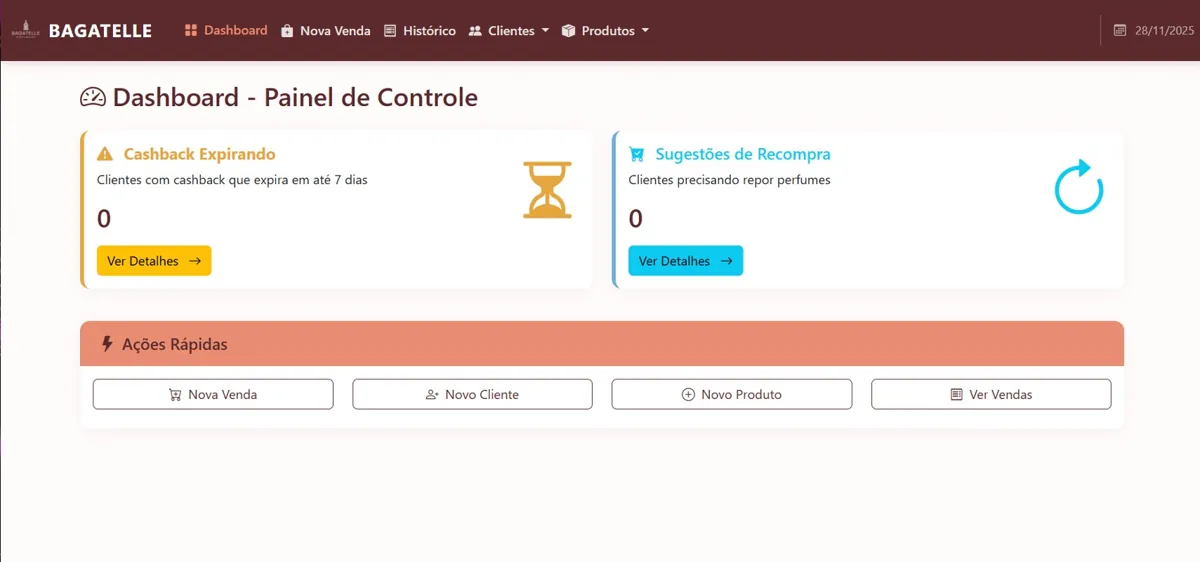 BAGATELLE
BAGATELLE
Dashboard
Nova Venda
Histórico
Clientes
Produtos
28/11/2025
Dashboard - Painel de Controle
Cashback Expirando
Clientes com cashback que expira em até 7 dias
0
Ver Detalhes
Sugestões de Recompra
Clientes precisando repor perfumes
0
Ver Detalhes
Ações Rápidas
Nova Venda
Novo Cliente
Novo Produto
Ver Vendas